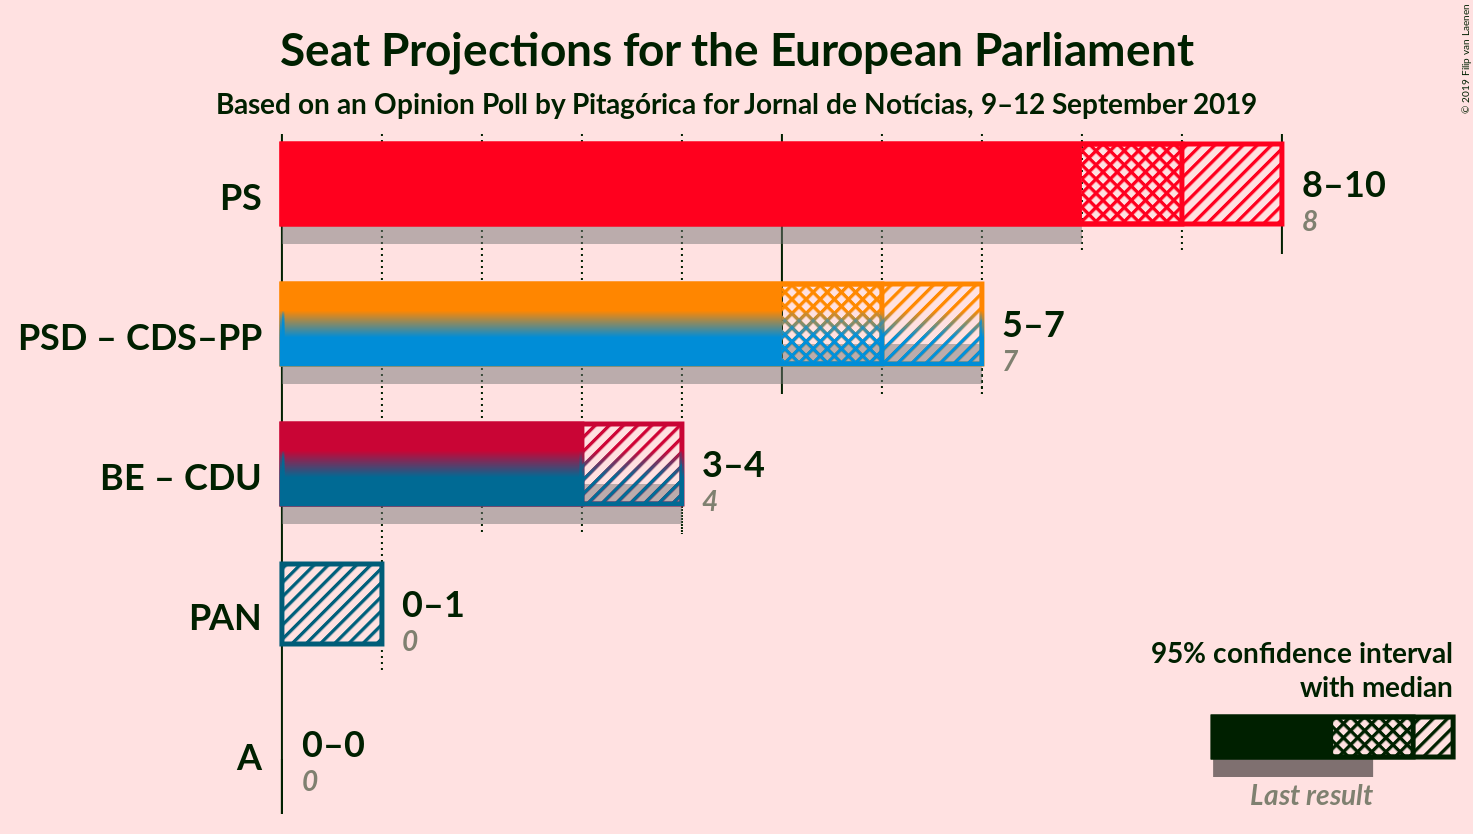 Seat Projections for the European Parliament
Based on an Opinion Poll by Pitagórica for Jornal de Notícias, 9–12 September 2019
© 2019 Filip van Laenen
PS
8–10
8
PSD – CDS–PP
5–7
7
BE – CDU
3–4
4
PAN
0–1
0
A
0–0
0
95% confidence interval
with median
Last result